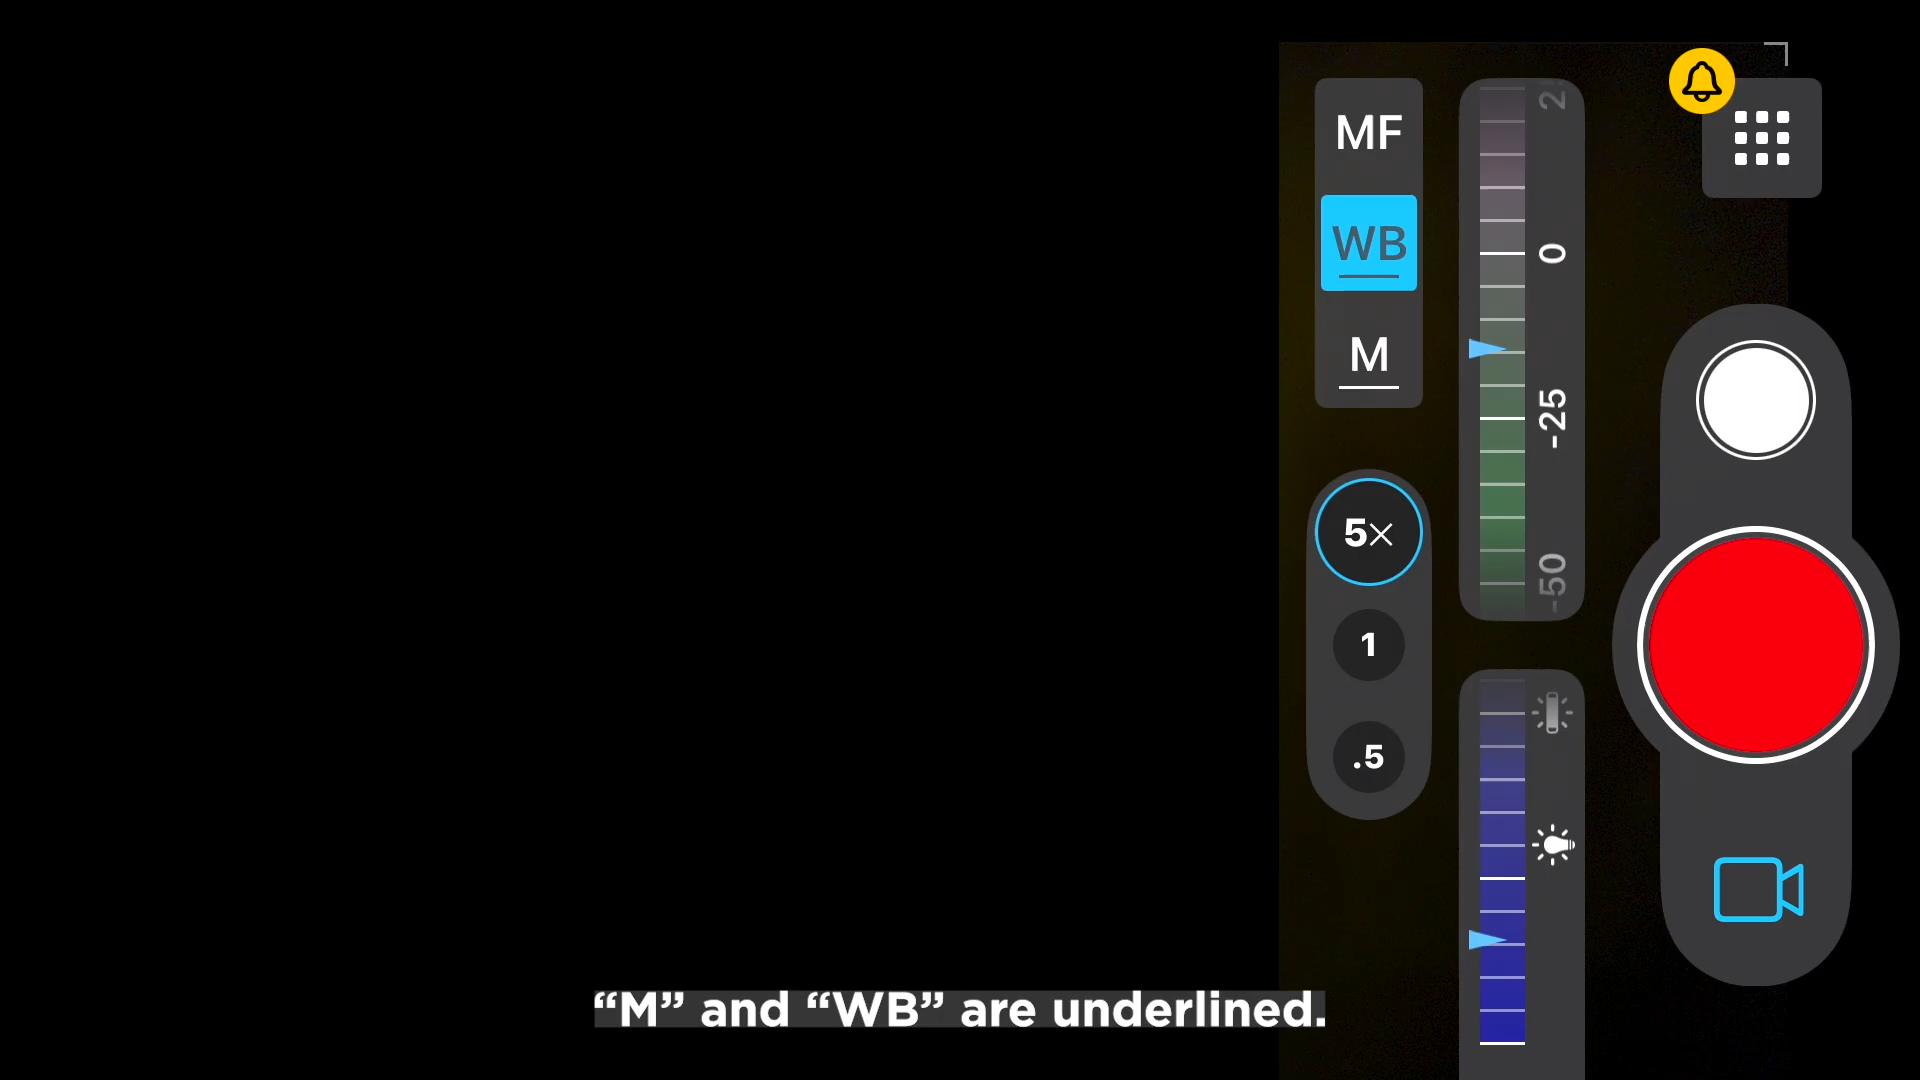 MF
WB
M
5×
1
.5
2
0
-25
-50
“M” and “WB” are underlined.